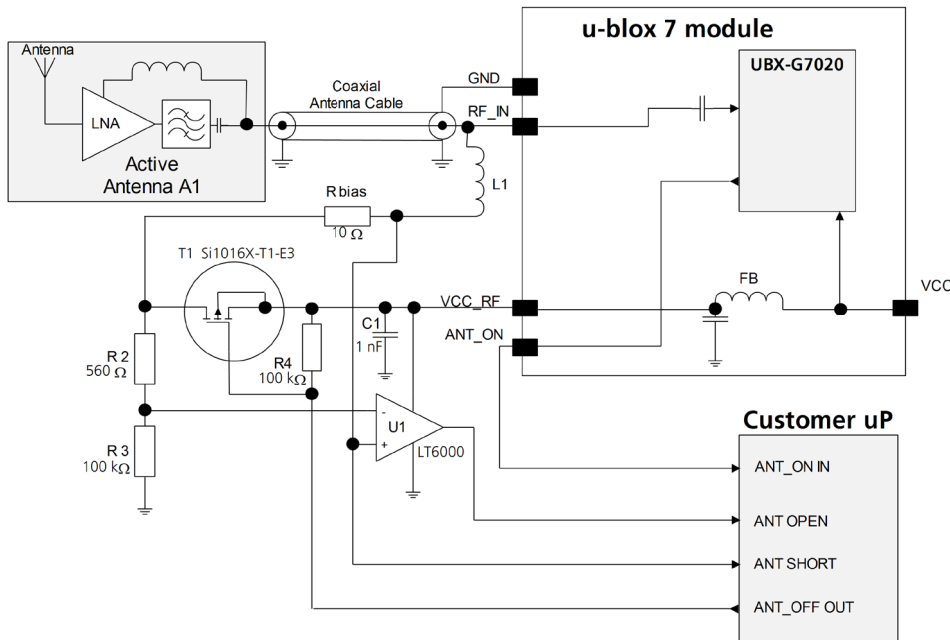 u-blox 7 module
UBX-G7020
Antenna
LNA
Active
Antenna A1
Coaxial
Antenna Cable
GND
RF_IN
L1
R bias
10 Ω
T1 Si1016X-T1-E3
VCC_RF
ANT_ON
FB
VCC
C1
1 nF
R 2
560 Ω
R4
100 kΩ
R 3
100 kΩ
-
U1
+
LT6000
Customer uP
ANT_ON IN
ANT OPEN
ANT SHORT
ANT_OFF OUT